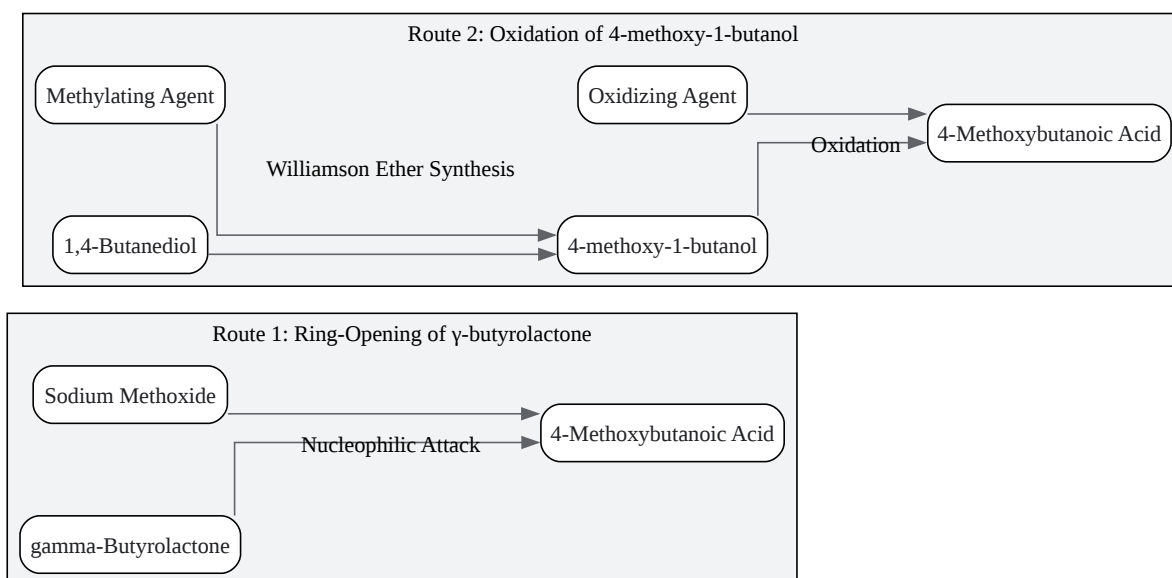 Route 2: Oxidation of 4-methoxy-1-butanol
Methylating Agent
Oxidizing Agent
4-Methoxybutanoic Acid
Oxidation
Williamson Ether Synthesis
1,4-Butanediol
4-methoxy-1-butanol
Route 1: Ring-Opening of γ-butyrolactone
Sodium Methoxide
4-Methoxybutanoic Acid
Nucleophilic Attack
gamma-Butyrolactone